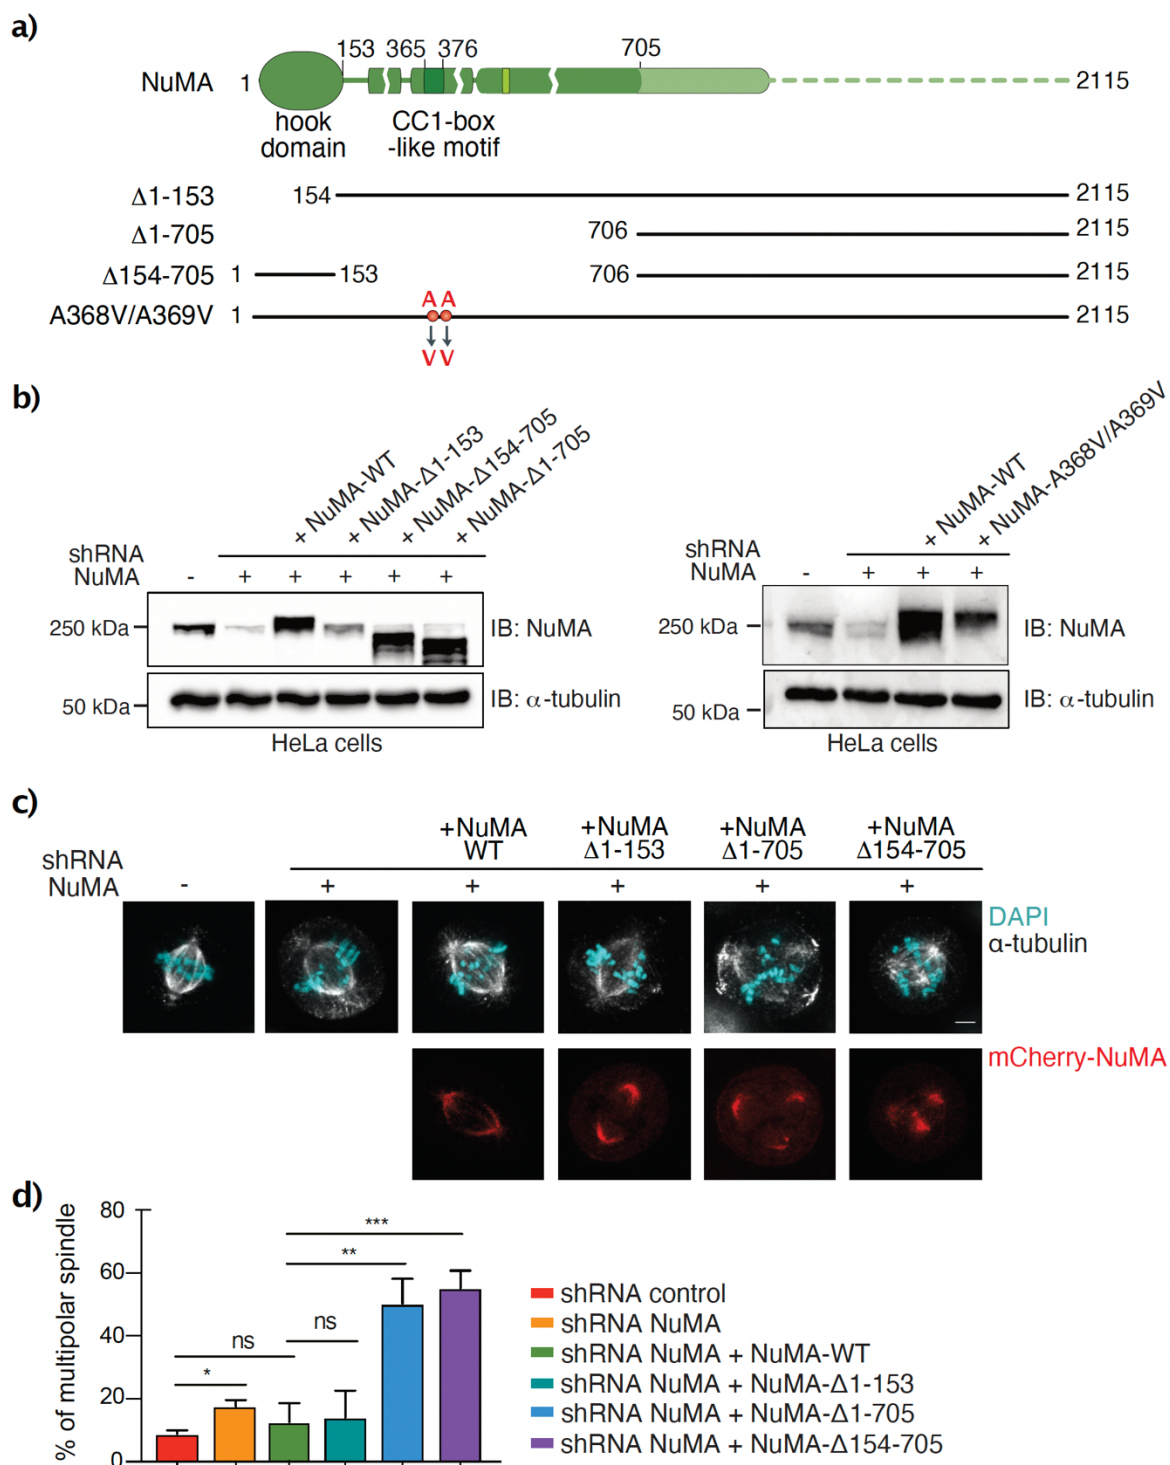 a)
153 365 376 705
NuMA 1 2115
hook
domain
CC1-box
-like motif
Δ1-153 154 2115
Δ1-705 706 2115
Δ154-705 1 153 706 2115
A A
A368V/A369V 1 2115
V V
b)
+ NuMA-WT
+ NuMA-Δ1-153
+ NuMA-Δ154-705
+ NuMA-Δ1-705
shRNA
NuMA - + + + + +
250 kDa
IB: NuMA
50 kDa
IB: α-tubulin
HeLa cells
+ NuMA-WT
+ NuMA-A368V/A369V
shRNA
NuMA - + + +
250 kDa
IB: NuMA
50 kDa
IB: α-tubulin
HeLa cells
c)
+NuMA +NuMA +NuMA +NuMA
WT Δ1-153 Δ1-705 Δ154-705
shRNA
NuMA - + + + + +
DAPI
α-tubulin
mCherry-NuMA
d)
% of multipolar spindle
80
60
40
20
0
***
**
ns
ns
*
shRNA control
shRNA NuMA
shRNA NuMA + NuMA-WT
shRNA NuMA + NuMA-Δ1-153
shRNA NuMA + NuMA-Δ1-705
shRNA NuMA + NuMA-Δ154-705